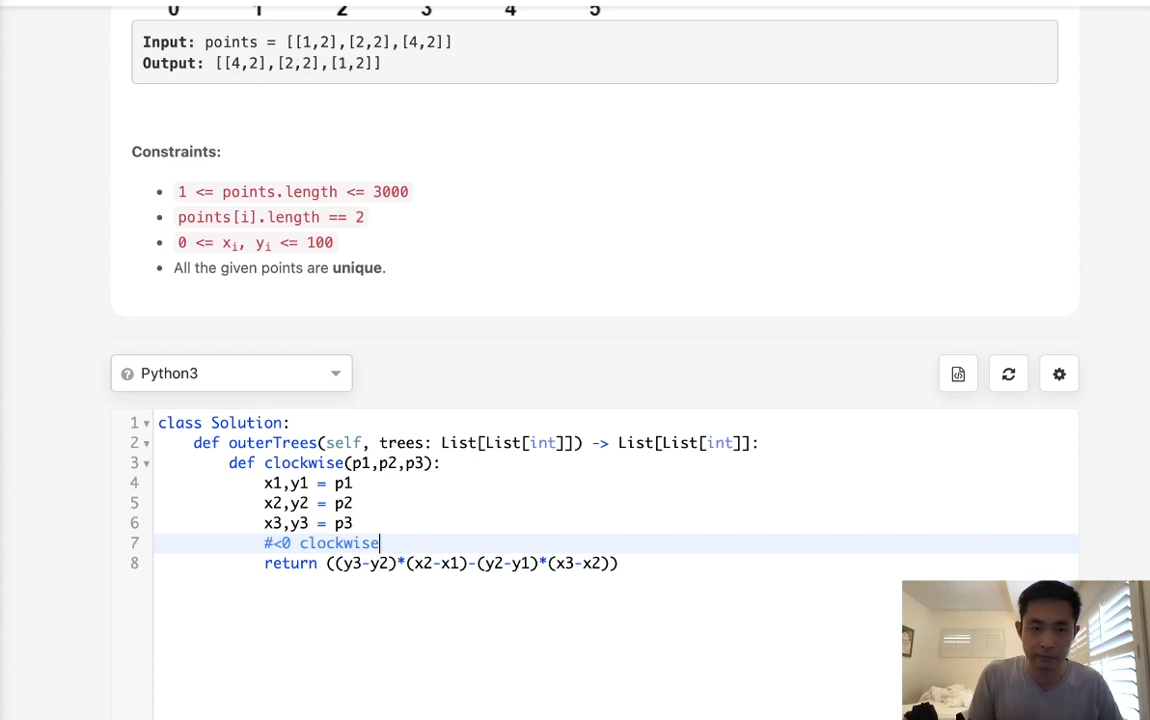 0 1 2 3 4 5
Input: points = [[1,2],[2,2],[4,2]]
Output: [[4,2],[2,2],[1,2]]
Constraints:
• 1 <= points.length <= 3000
• points[i].length == 2
• 0 <= xi, yi <= 100
• All the given points are unique.
Python3
1 class Solution:
2 def outerTrees(self, trees: List[List[int]]) -> List[List[int]]:
3 def clockwise(p1,p2,p3):
4 x1,y1 = p1
5 x2,y2 = p2
6 x3,y3 = p3
7 #<0 clockwise
8 return ((y3-y2)*(x2-x1)-(y2-y1)*(x3-x2))